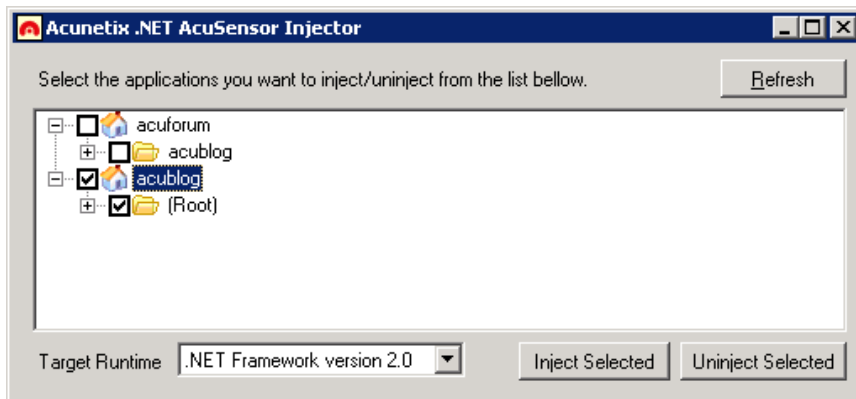 Acunetix .NET AcuSensor Injector
Select the applications you want to inject/uninject from the list bellow.
Refresh
acuforum
acublog
acublog
(Root)
Target Runtime
.NET Framework version 2.0
Inject Selected
Uninject Selected